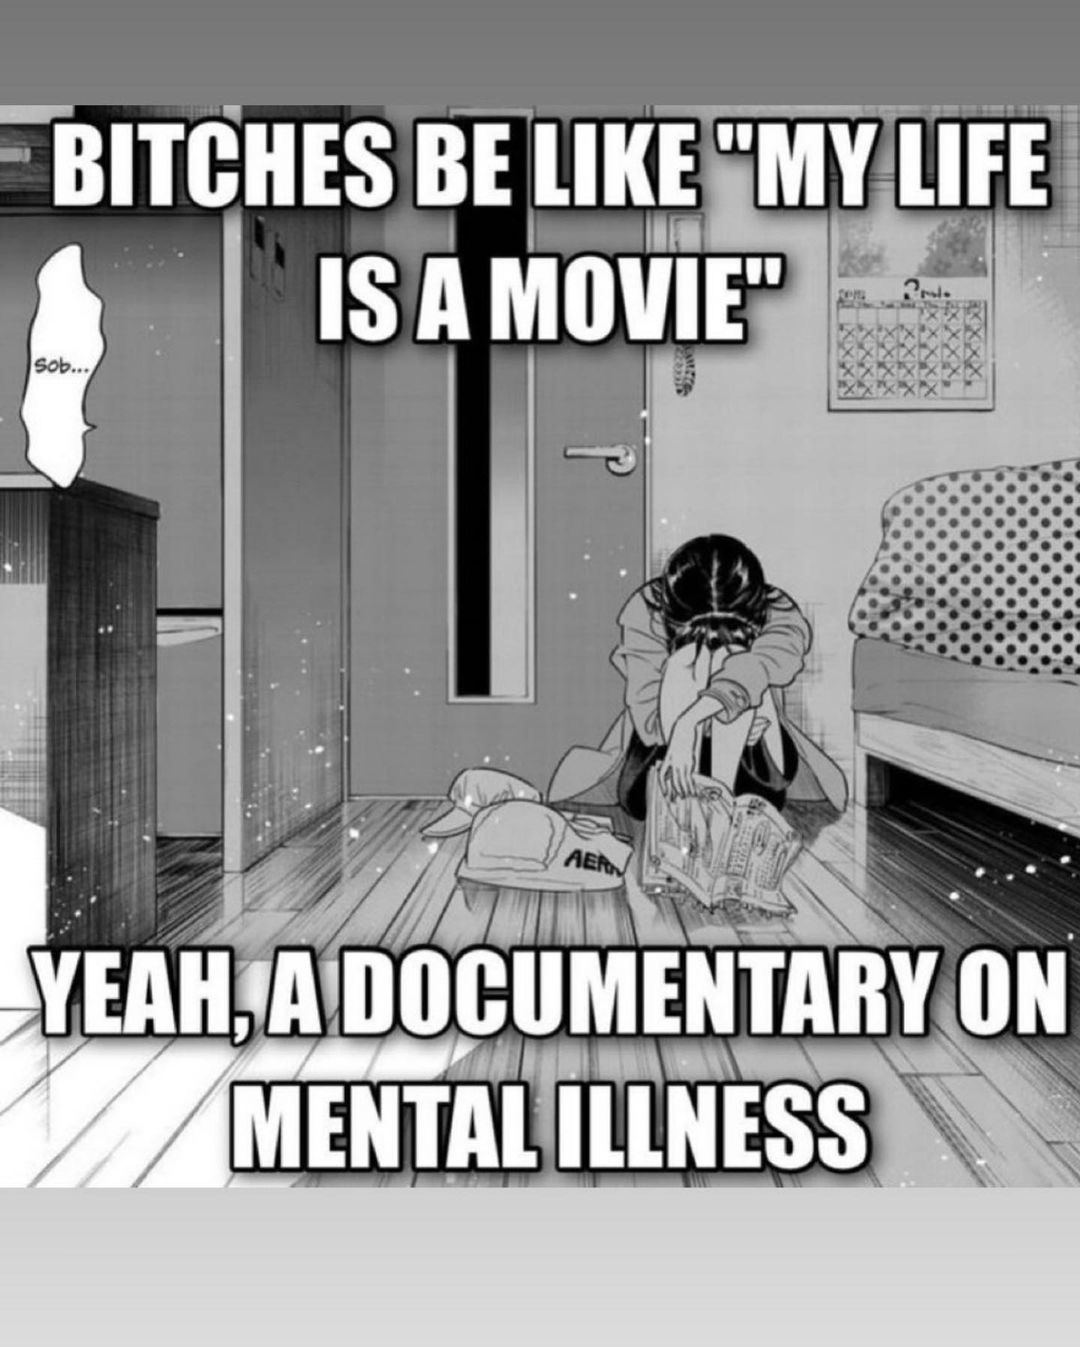 BITCHES BE LIKE "MY LIFE
IS A MOVIE"
SOB...
YEAH, A DOCUMENTARY ON
MENTAL ILLNESS